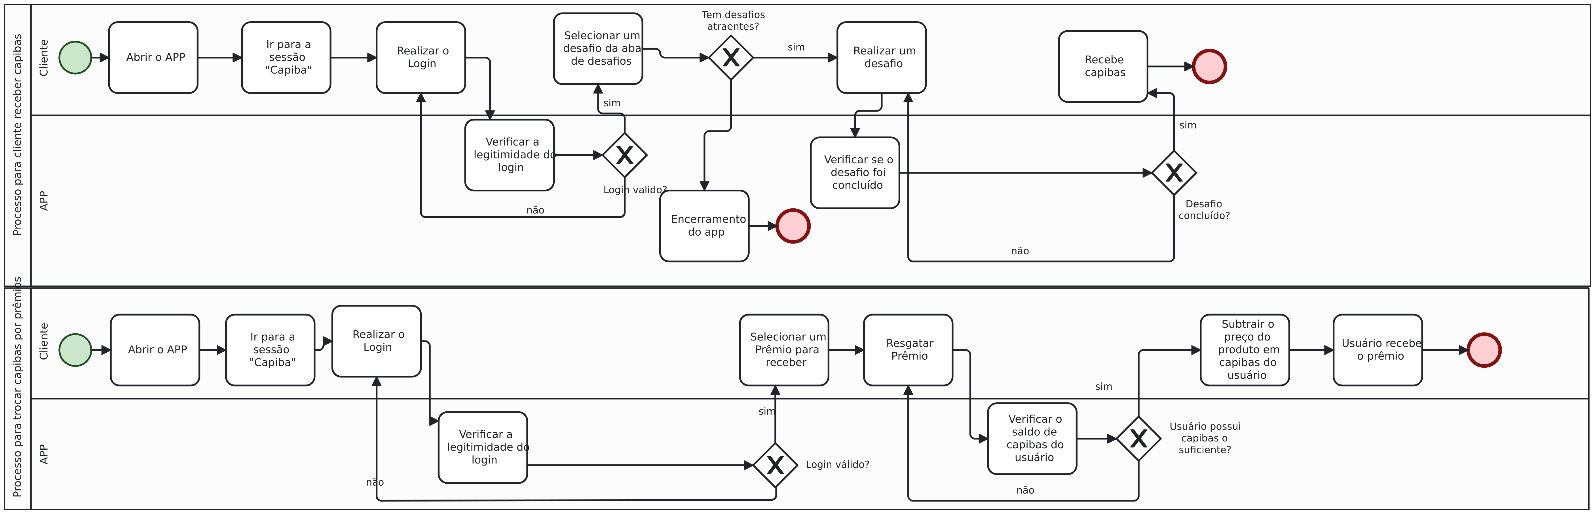 Processo para cliente receber capibas
Cliente
Abrir o APP
Ir para a
sessão
"Capiba"
Realizar o
Login
Selecionar um
desafio da aba
de desafios
Tem desafios
atraentes?
sim
Realizar um
desafio
Recebe
capibas
sim
sim
APP
Verificar a
legitimidade do
login
Login valido?
não
Encerramento
do app
Verificar se o
desafio foi
concluído
Desafio
concluído?
não
Processo para trocar capibas por prêmios
Cliente
Abrir o APP
Ir para a
sessão
"Capiba"
Realizar o
Login
Selecionar um
Prêmio para
receber
Resgatar
Prêmio
Subtrair o
preço do
produto em
capibas do
usuário
Usuário recebe
o prêmio
sim
sim
APP
Verificar a
legitimidade do
login
Login válido?
não
Verificar o
saldo de
capibas do
usuário
Usuário possui
capibas o
suficiente?
não